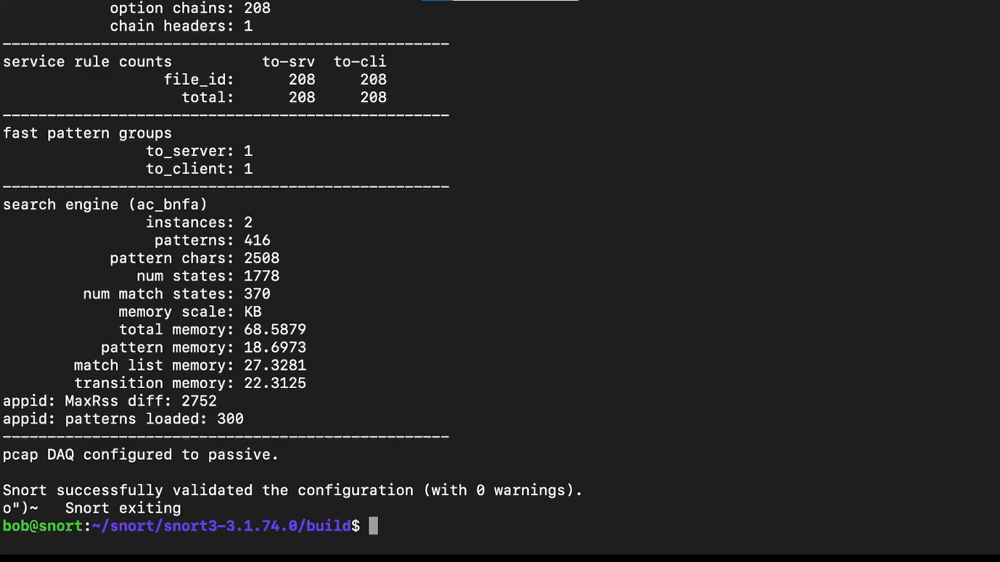 option chains: 208
chain headers: 1
--------------------------------------------------
service rule counts          to-srv  to-cli
file_id:      208     208
total:      208     208
--------------------------------------------------
fast pattern groups
to_server: 1
to_client: 1
--------------------------------------------------
search engine (ac_bnfa)
instances: 2
patterns: 416
pattern chars: 2508
num states: 1778
num match states: 370
memory scale: KB
total memory: 68.5879
pattern memory: 18.6973
match list memory: 27.3281
transition memory: 22.3125
appid: MaxRss diff: 2752
appid: patterns loaded: 300
--------------------------------------------------
pcap DAQ configured to passive.
Snort successfully validated the configuration (with 0 warnings).
o")~   Snort exiting
bob@snort:~/snort/snort3-3.1.74.0/build$